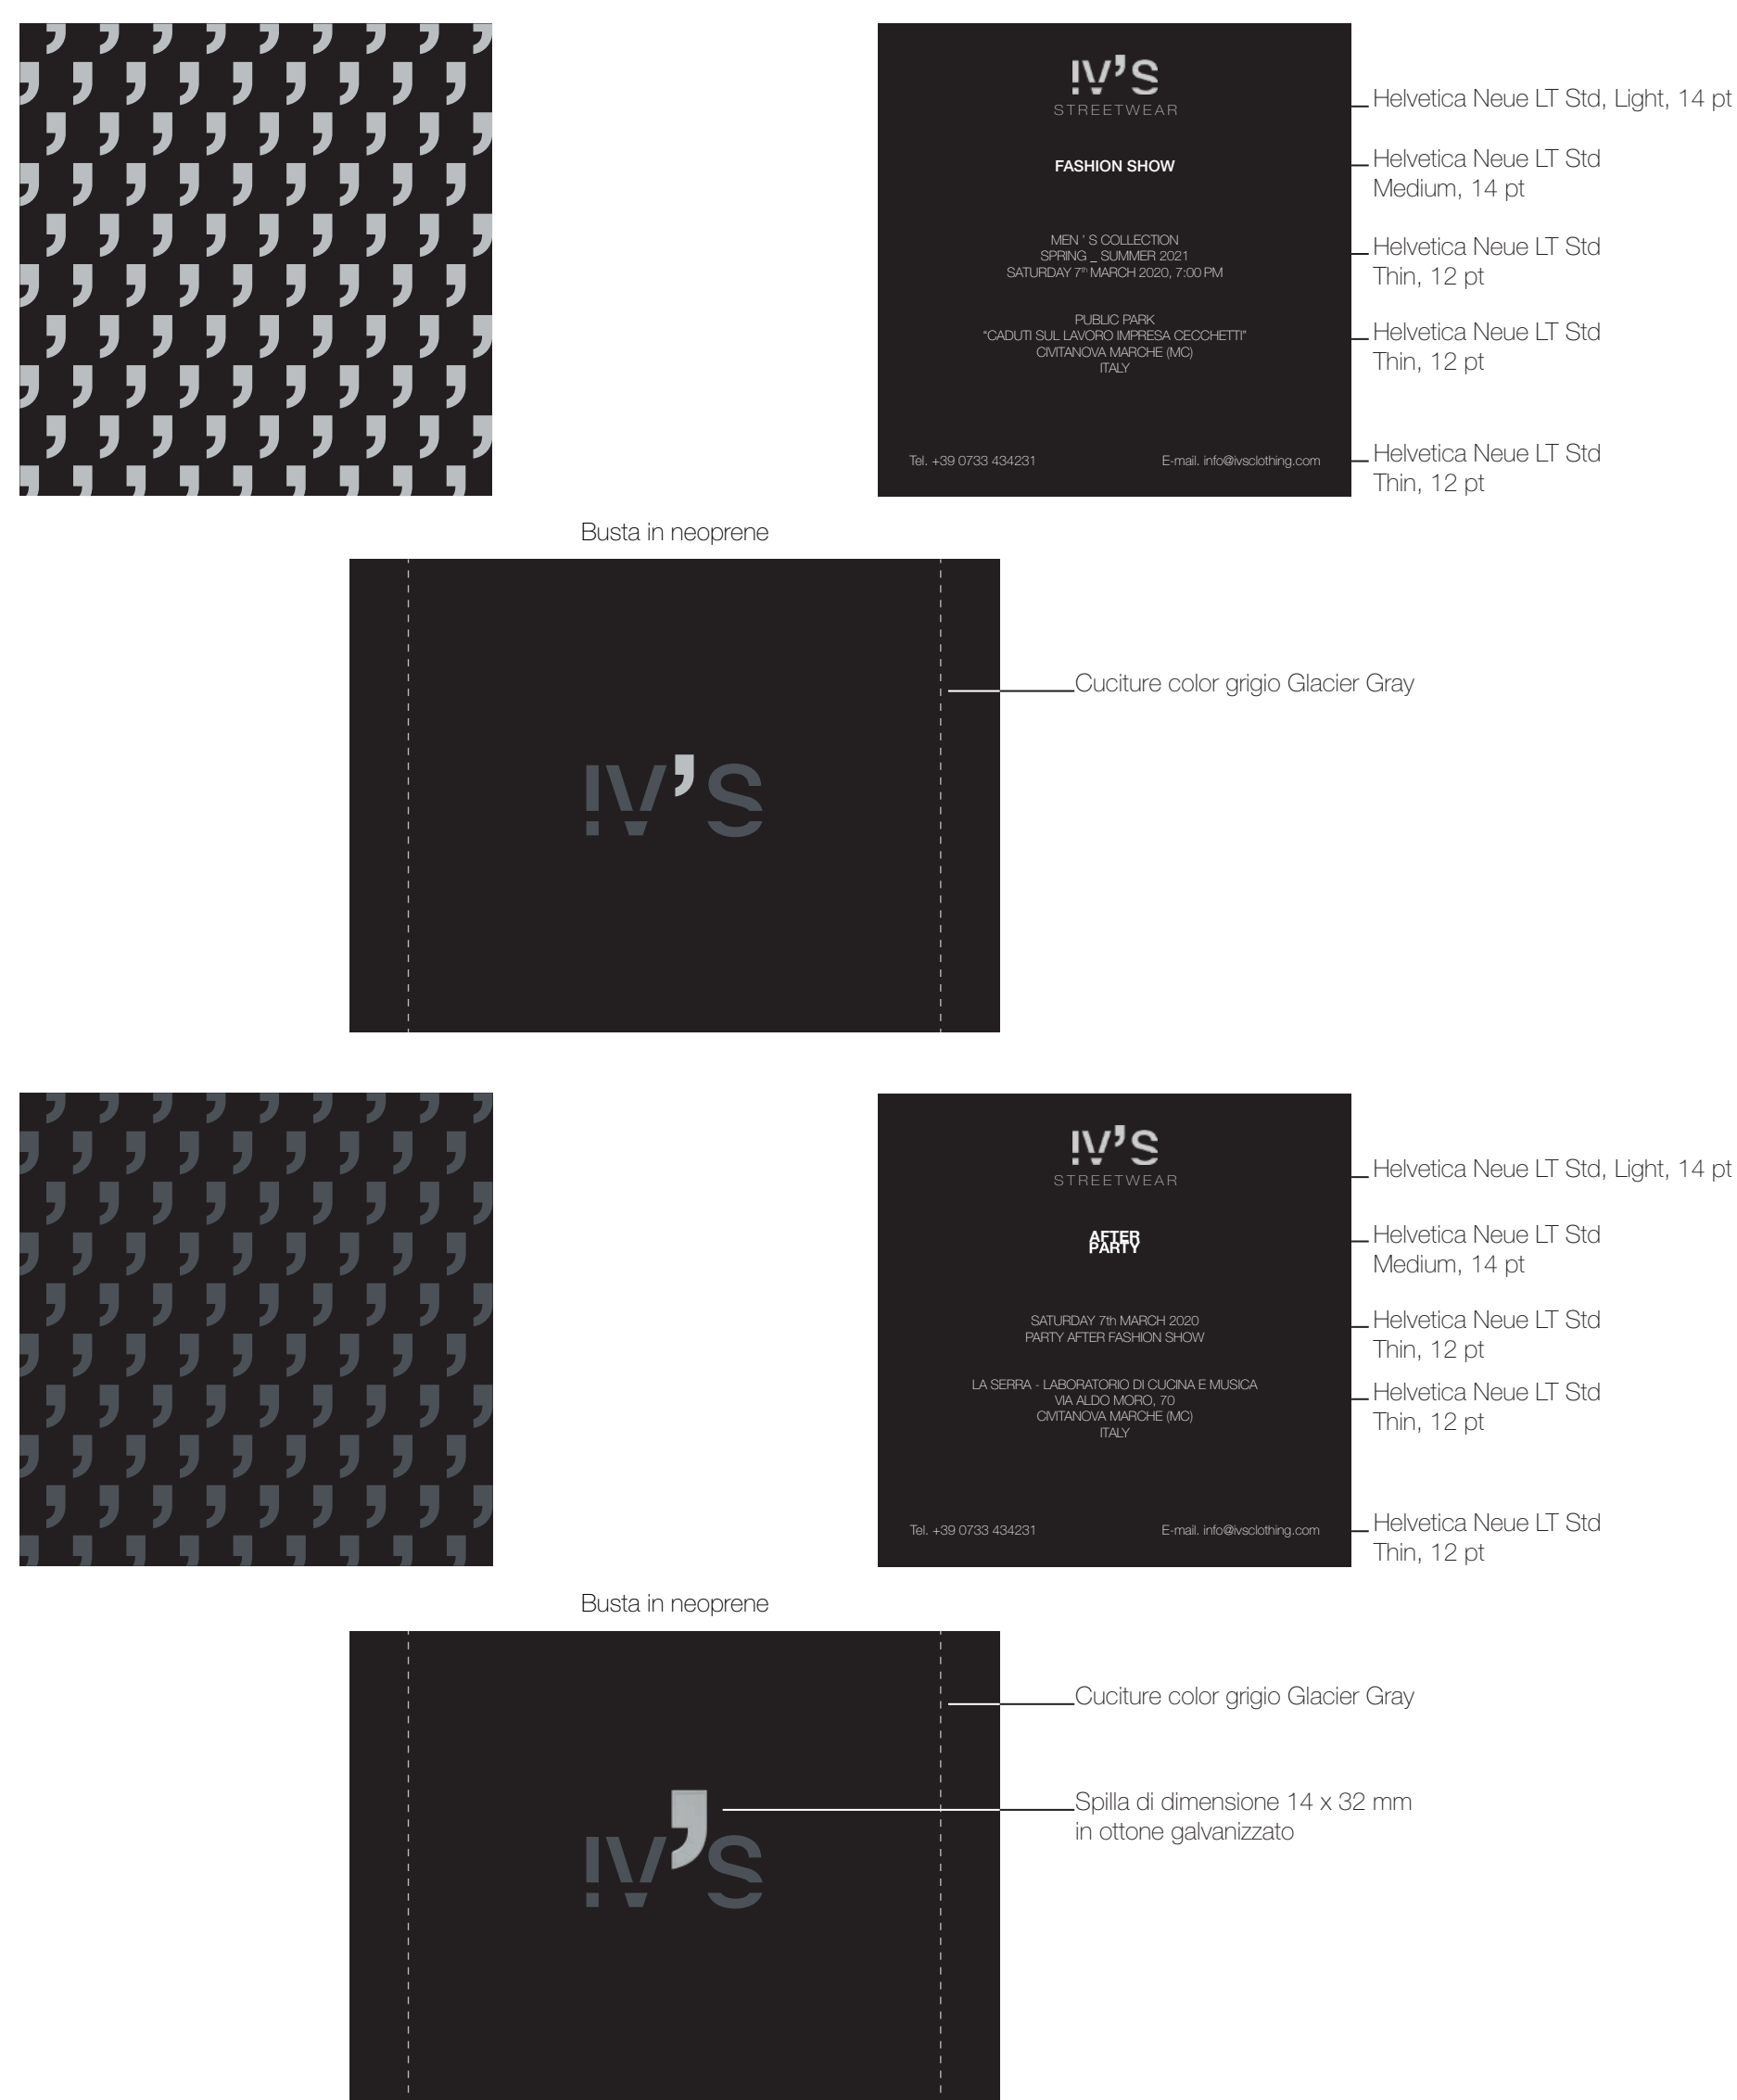 IV'S
STREETWEAR
Helvetica Neue LT Std, Light, 14 pt
FASHION SHOW
Helvetica Neue LT Std
Medium, 14 pt
MEN ' S COLLECTION
SPRING _ SUMMER 2021
SATURDAY 7th MARCH 2020, 7:00 PM
Helvetica Neue LT Std
Thin, 12 pt
PUBLIC PARK
“CADUTI SUL LAVORO IMPRESA CECCHETTI”
CIVITANOVA MARCHE (MC)
ITALY
Helvetica Neue LT Std
Thin, 12 pt
Tel. +39 0733 434231
E-mail. info@ivsclothing.com
Helvetica Neue LT Std
Thin, 12 pt
Busta in neoprene
Cuciture color grigio Glacier Gray
IV'S
IV'S
STREETWEAR
Helvetica Neue LT Std, Light, 14 pt
AFTER
PARTY
Helvetica Neue LT Std
Medium, 14 pt
SATURDAY 7th MARCH 2020
PARTY AFTER FASHION SHOW
Helvetica Neue LT Std
Thin, 12 pt
LA SERRA - LABORATORIO DI CUCINA E MUSICA
VIA ALDO MORO, 70
CIVITANOVA MARCHE (MC)
ITALY
Helvetica Neue LT Std
Thin, 12 pt
Tel. +39 0733 434231
E-mail. info@ivsclothing.com
Helvetica Neue LT Std
Thin, 12 pt
Busta in neoprene
Cuciture color grigio Glacier Gray
Spilla di dimensione 14 x 32 mm
in ottone galvanizzato
IV'S